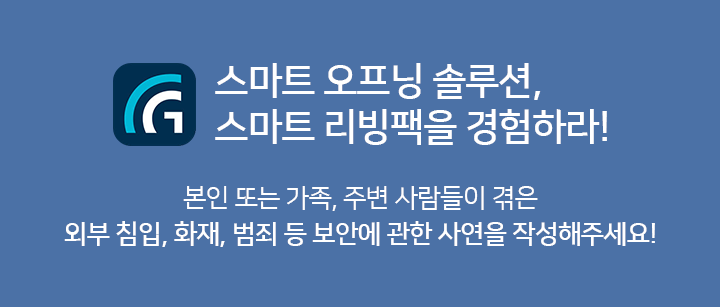 스마트 오프닝 솔루션,
스마트 리빙팩을 경험하라!
본인 또는 가족, 주변 사람들이 겪은
외부 침입, 화재, 범죄 등 보안에 관한 사연을 작성해주세요!